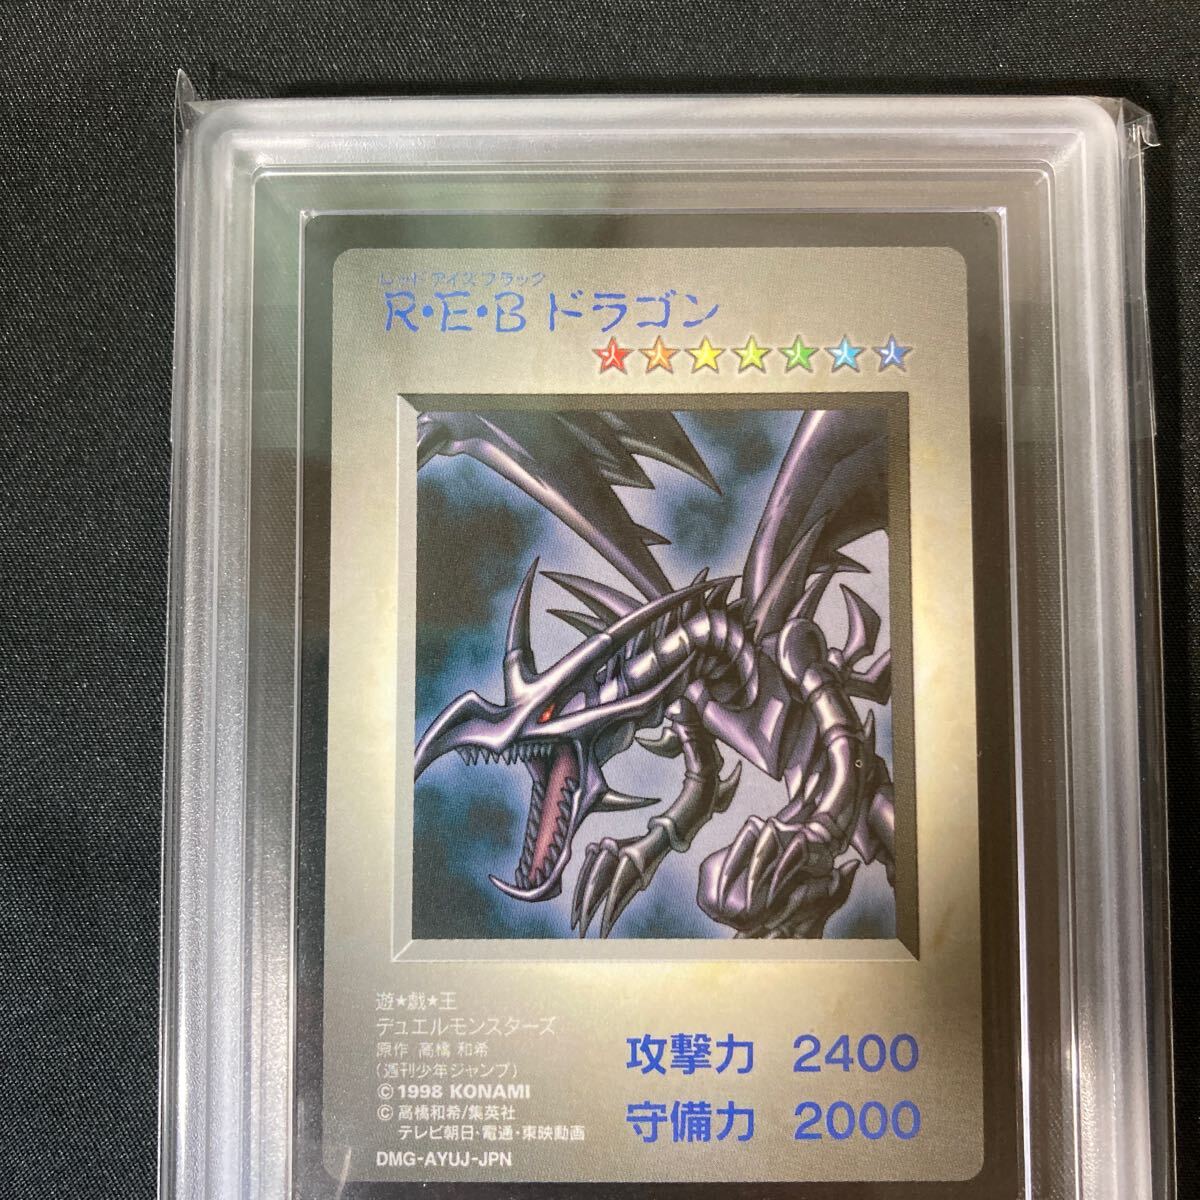 レッドアイズブラック
R・E・Bドラゴン
遊★戯★王
デュエルモンスターズ
原作 高橋 和希
(週刊少年ジャンプ)
©1998 KONAMI
© 高橋和希/集英社
テレビ朝日・電通・東映動画
DMG-AYUJ-JPN
攻撃力 2400
守備力 2000